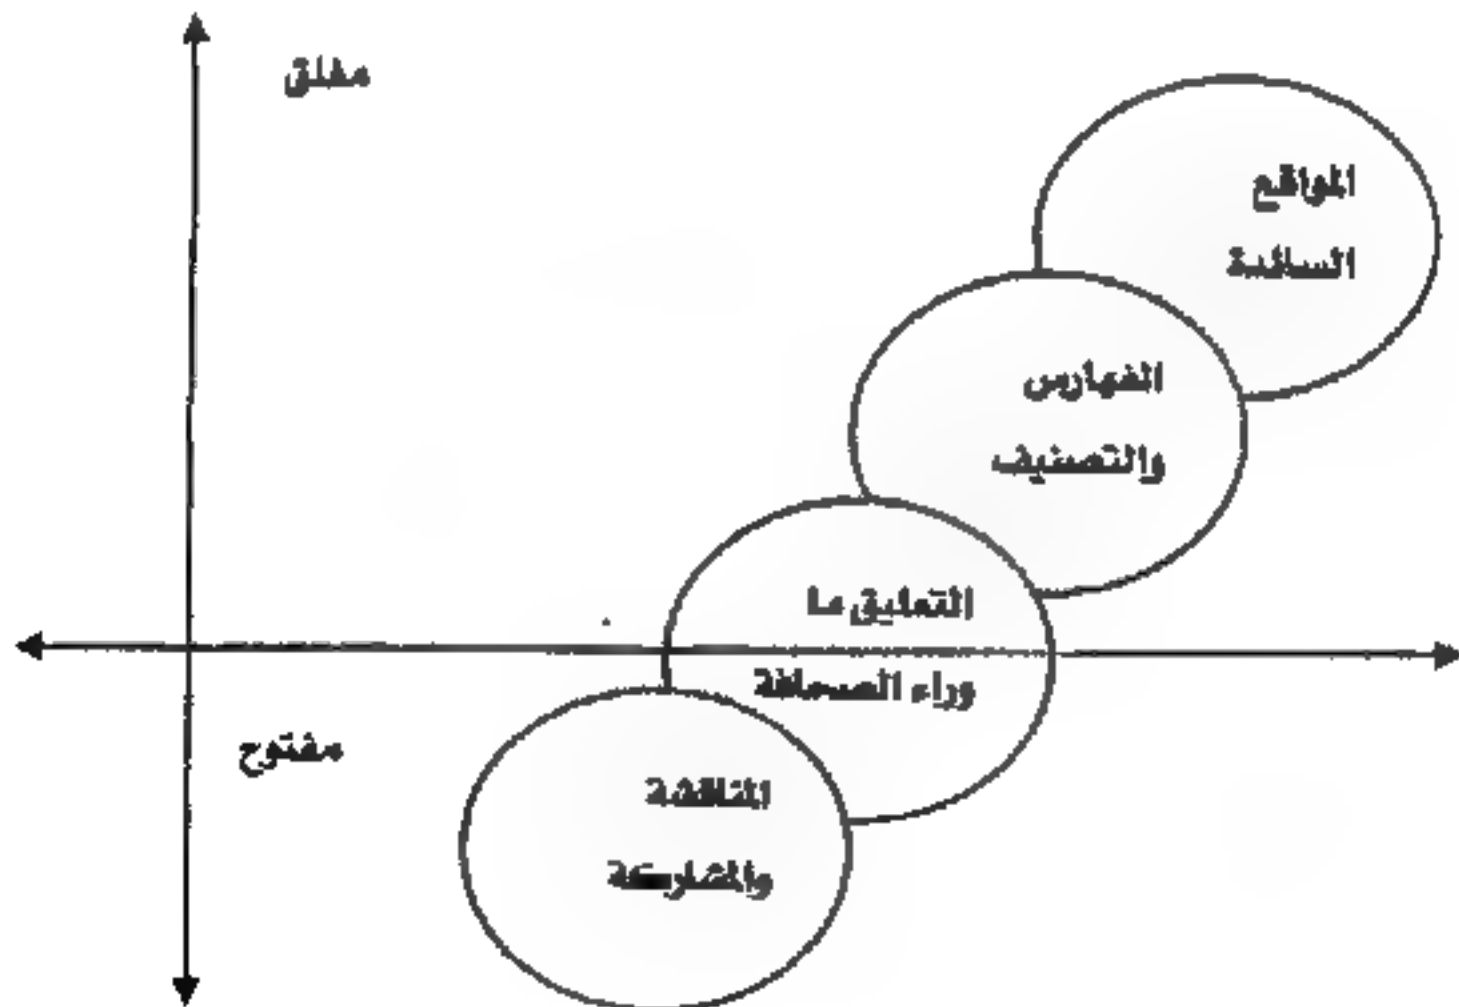 مغلق
المواقع
السائدة
الفهارس
والتصنيف
التعليق ما
وراء الصحافة
مفتوح
المناقشة
والمشاركة